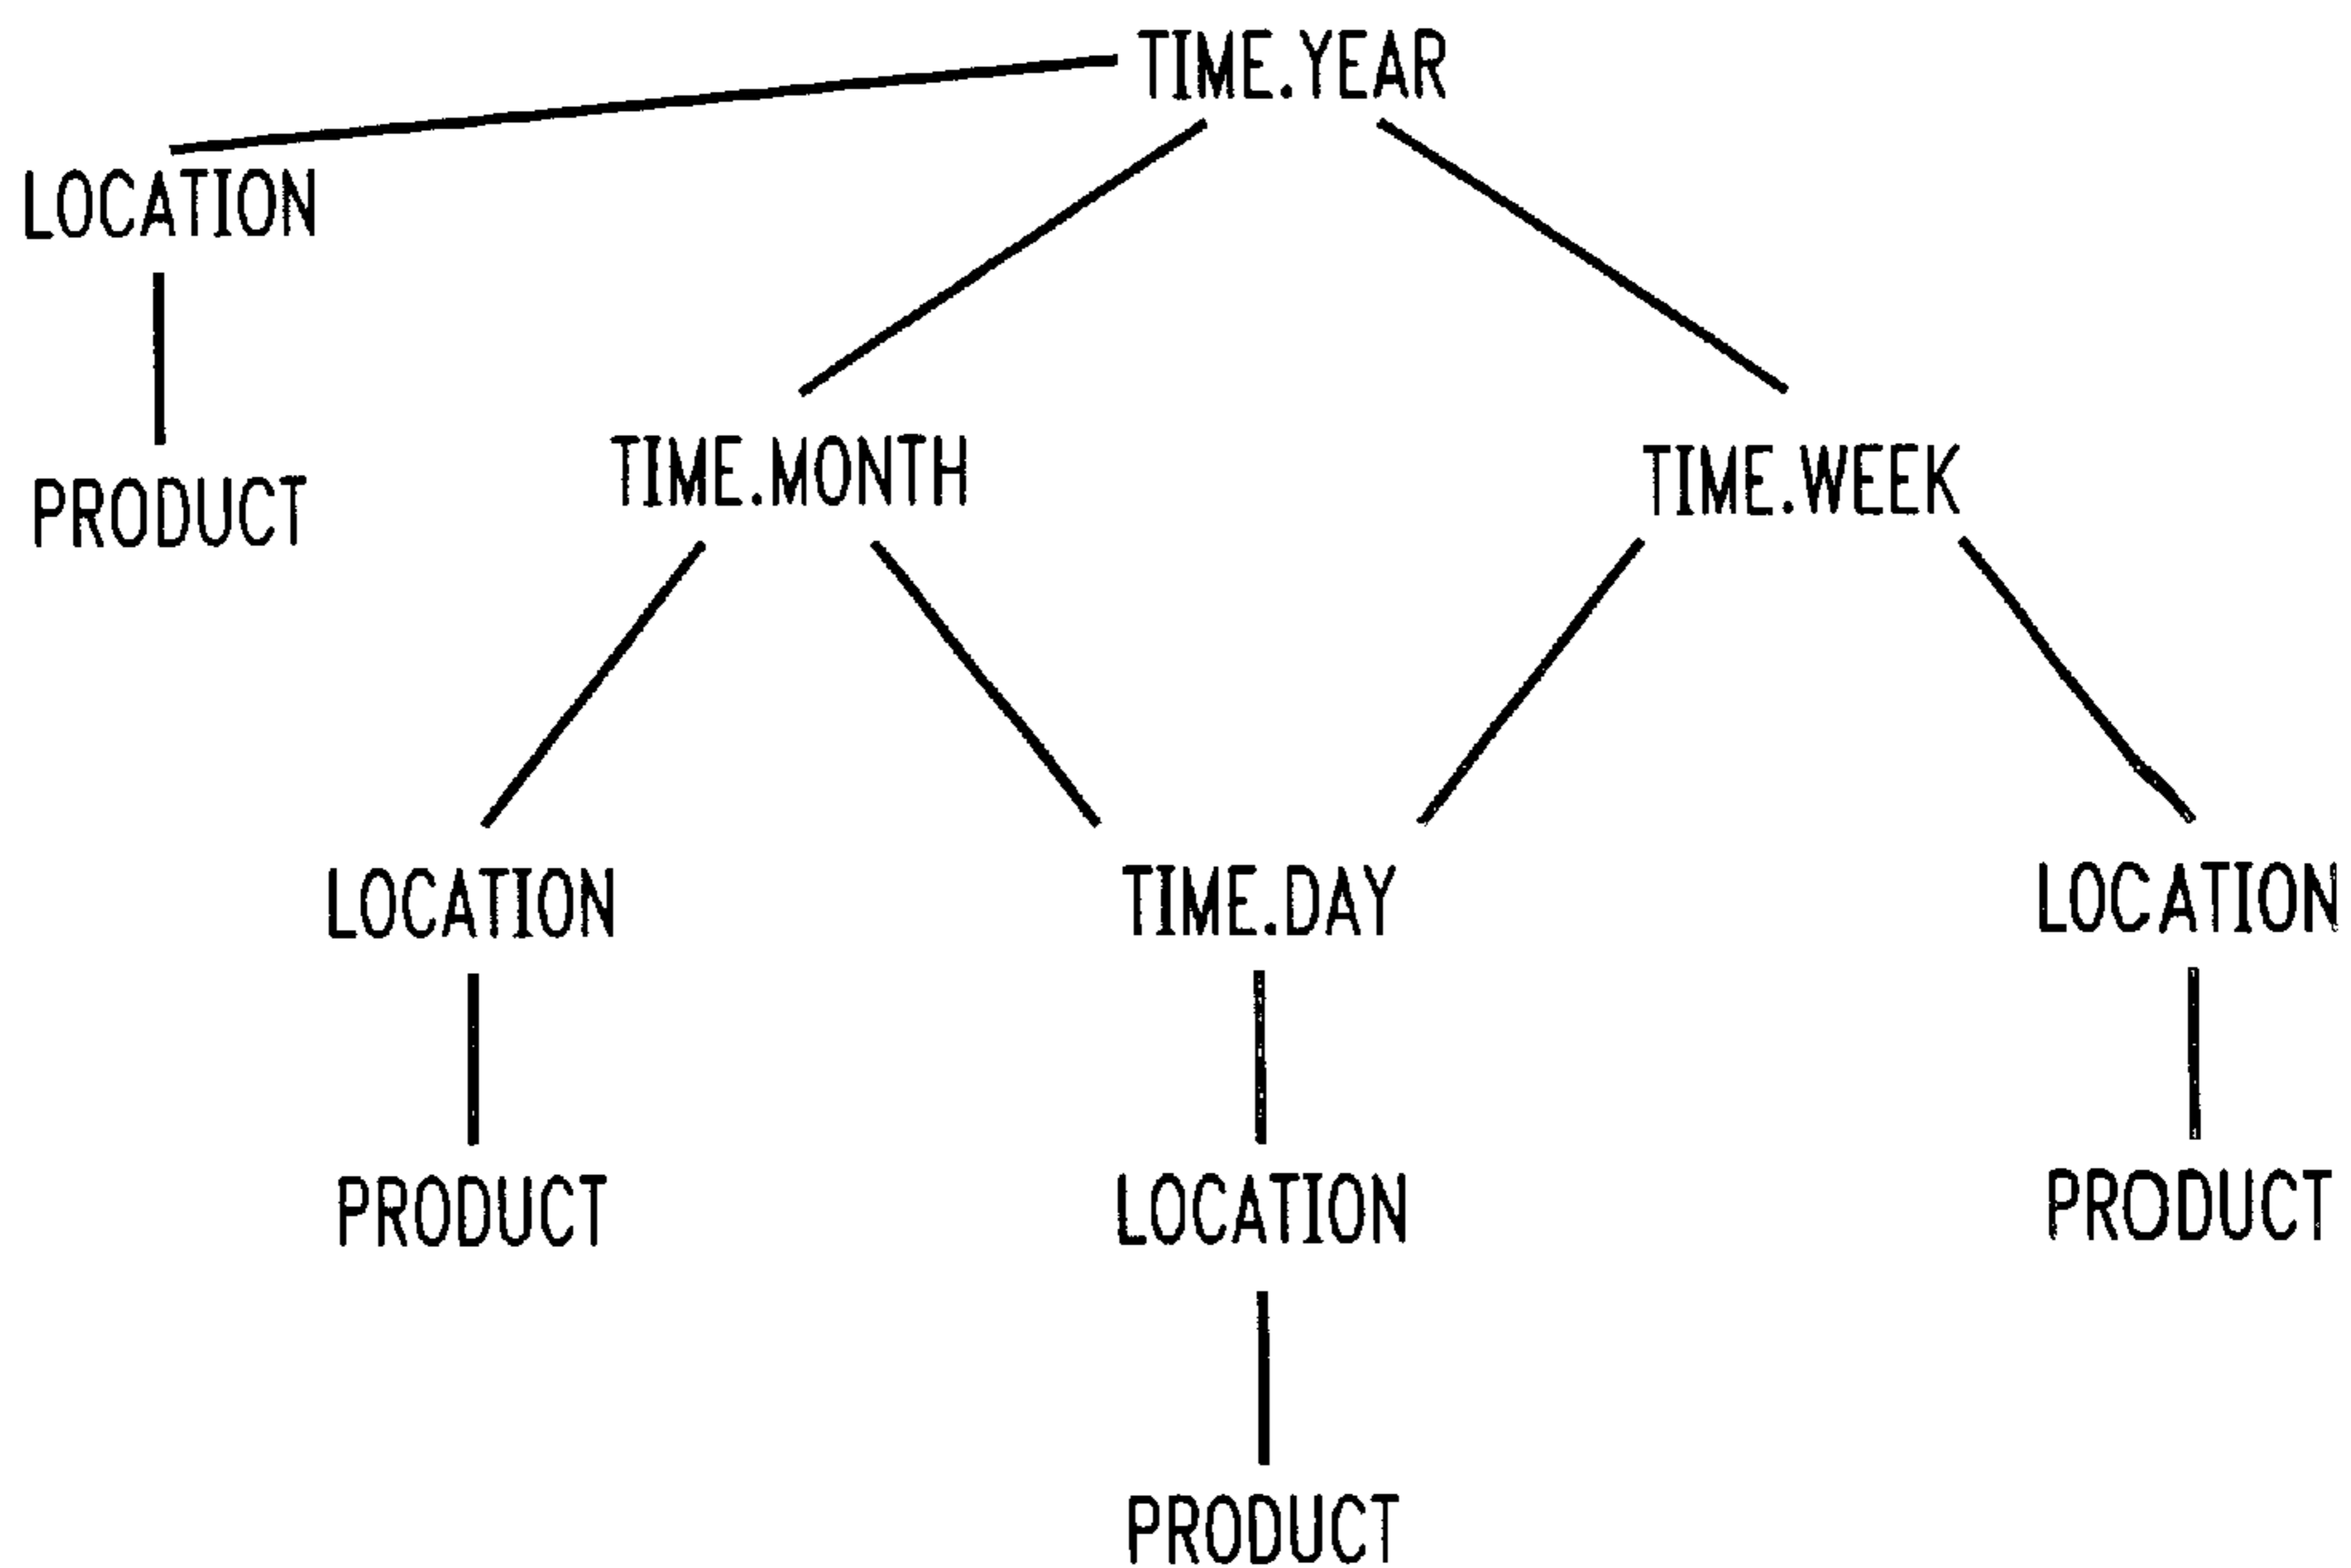 TIME.YEAR
LOCATION
PRODUCT
TIME.MONTH
TIME.WEEK
LOCATION
TIME.DAY
LOCATION
PRODUCT
LOCATION
PRODUCT
PRODUCT